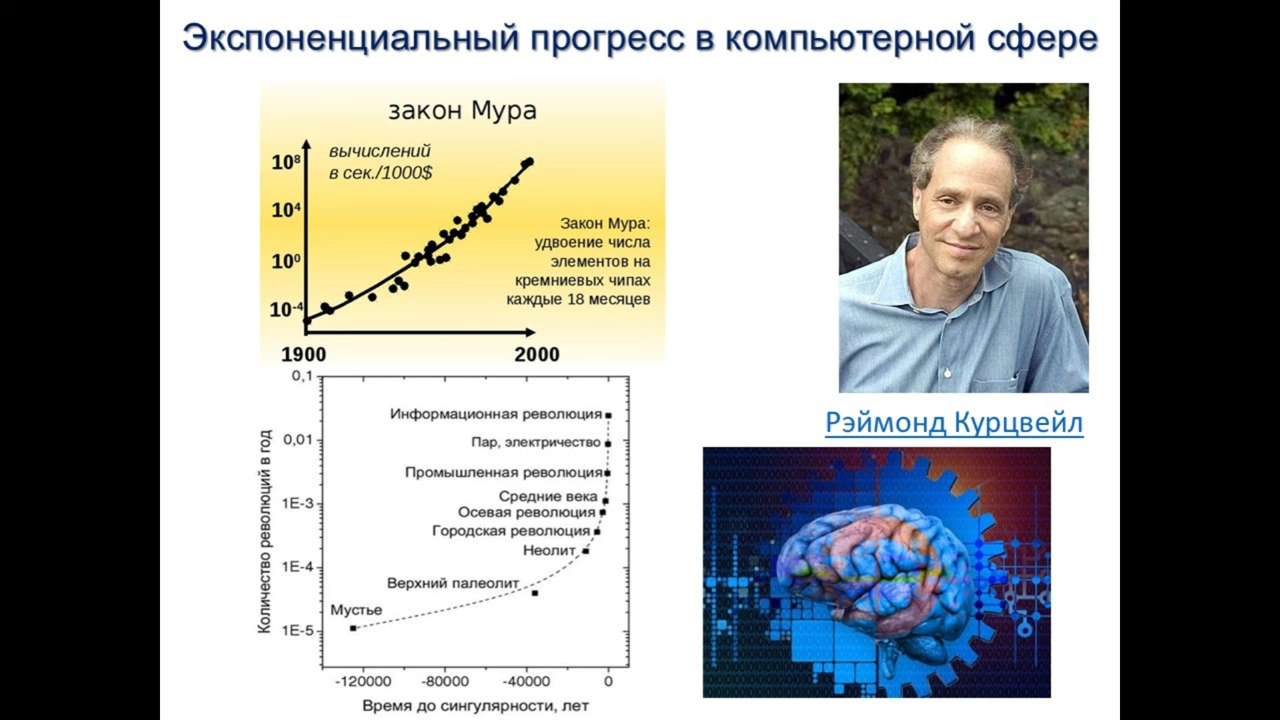 Экспоненциальный прогресс в компьютерной сфере
закон Мура
вычислений
в сек./1000$
10⁸
10⁴
10⁰
10⁻⁴
Закон Мура:
удвоение числа
элементов на
кремниевых чипах
каждые 18 месяцев
1900 2000
Рэймонд Курцвейл
Количество революций в год
0,1
0,01
1E-3
1E-4
1E-5
Информационная революция
Пар, электричество
Промышленная революция
Средние века
Осевая революция
Городская революция
Неолит
Верхний палеолит
Мустье
-120000 -80000 -40000 0
Время до сингулярности, лет